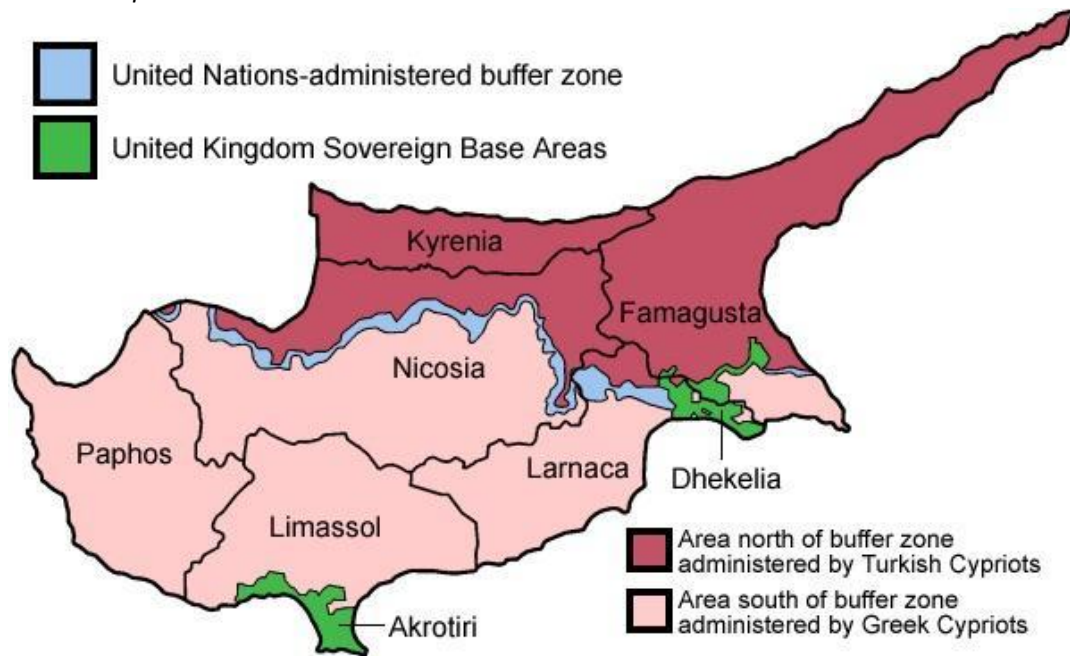 United Nations-administered buffer zone
United Kingdom Sovereign Base Areas
Kyrenia
Famagusta
Nicosia
Paphos
Larnaca
Dhekelia
Limassol
Area north of buffer zone
administered by Turkish Cypriots
Area south of buffer zone
administered by Greek Cypriots
Akrotiri